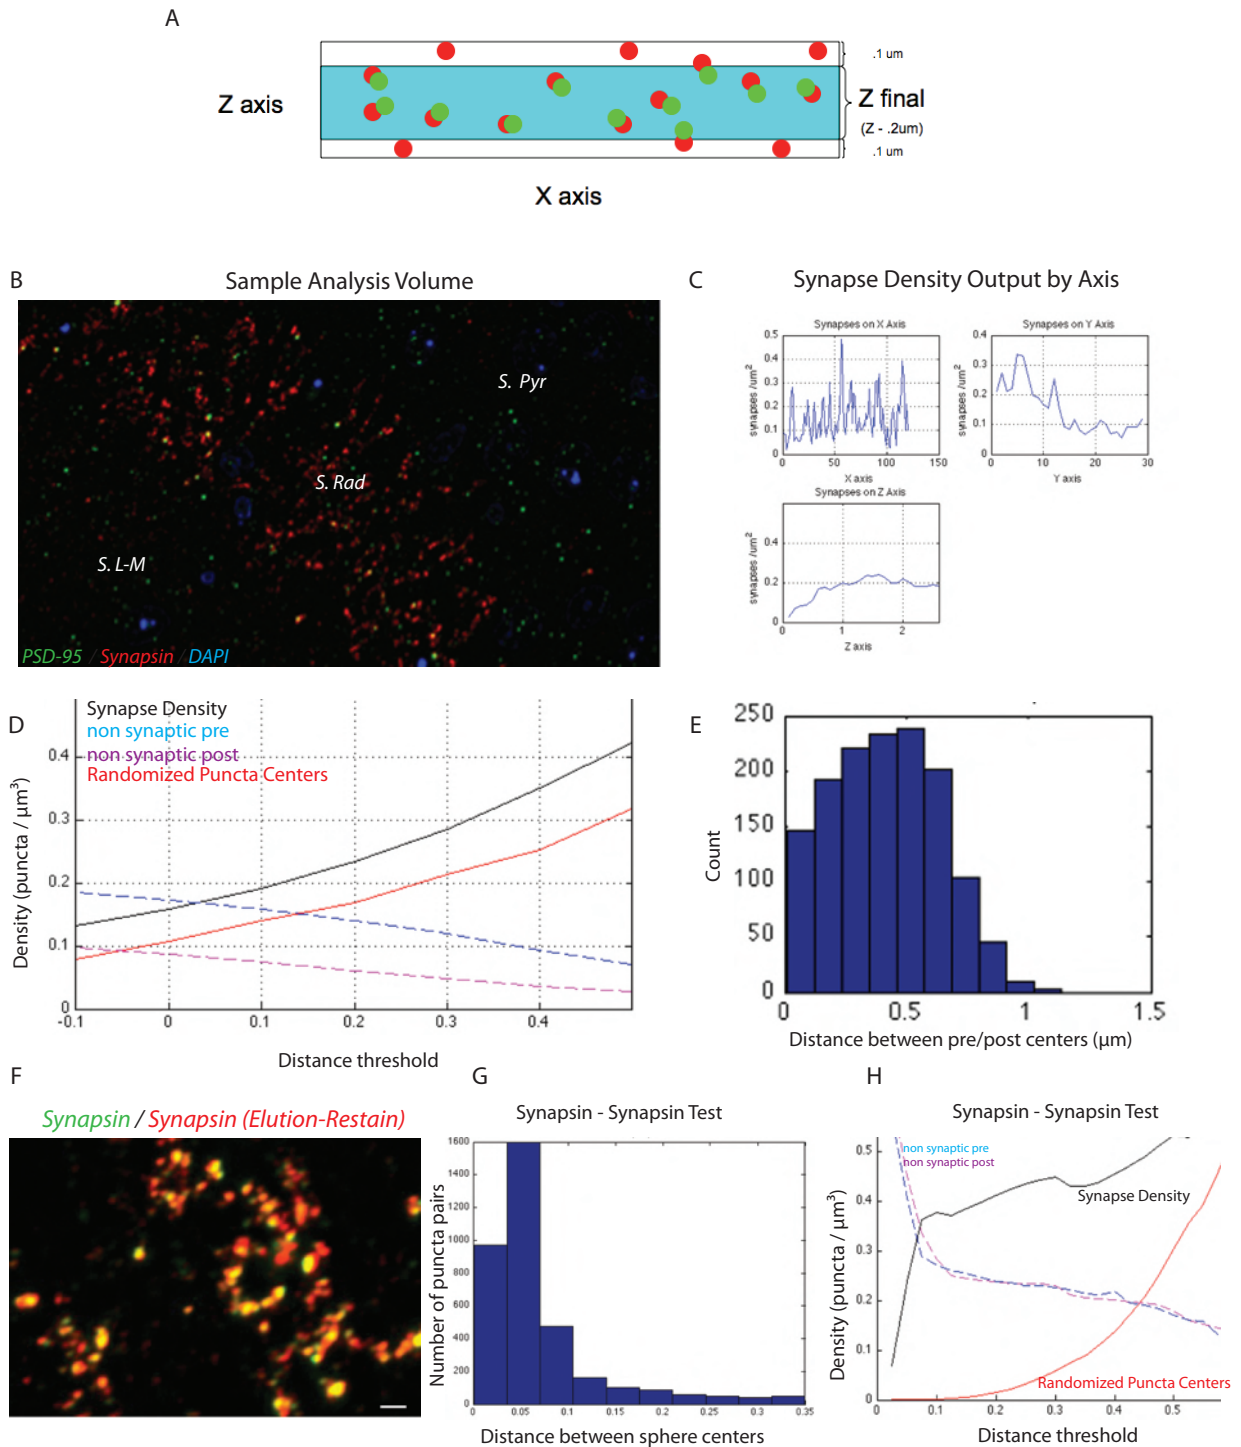 A
Z axis
.1 um
Z final
(Z - .2um)
.1 um
X axis
B
Sample Analysis Volume
S. Pyr
S. Rad
S. L-M
PSD-95 / Synapsin / DAPI
C
Synapse Density Output by Axis
Synapses on X Axis
synapses /um²
0.5
0.4
0.3
0.2
0.1
0
0 50 100 150
X axis
Synapses on Y Axis
synapses /um²
0.4
0.3
0.2
0.1
0
0 10 20 30
Y axis
Synapses on Z Axis
synapses /um²
0.4
0.2
0
0 1 2
Z axis
D
Synapse Density
non synaptic pre
non synaptic post
Randomized Puncta Centers
Density (puncta / µm³)
0.4
0.3
0.2
0.1
0
-0.1 0 0.1 0.2 0.3 0.4
Distance threshold
E
Count
250
200
150
100
50
0
0 0.5 1 1.5
Distance between pre/post centers (µm)
F
Synapsin / Synapsin (Elution-Restain)
G
Synapsin - Synapsin Test
Number of puncta pairs
1600
1400
1200
1000
800
600
400
200
0
0 0.05 0.1 0.15 0.2 0.25 0.3 0.35
Distance between sphere centers
H
Synapsin - Synapsin Test
non synaptic pre
non synaptic post
Synapse Density
Randomized Puncta Centers
Density (puncta / µm³)
0.5
0.4
0.3
0.2
0.1
0
0 0.1 0.2 0.3 0.4 0.5
Distance threshold